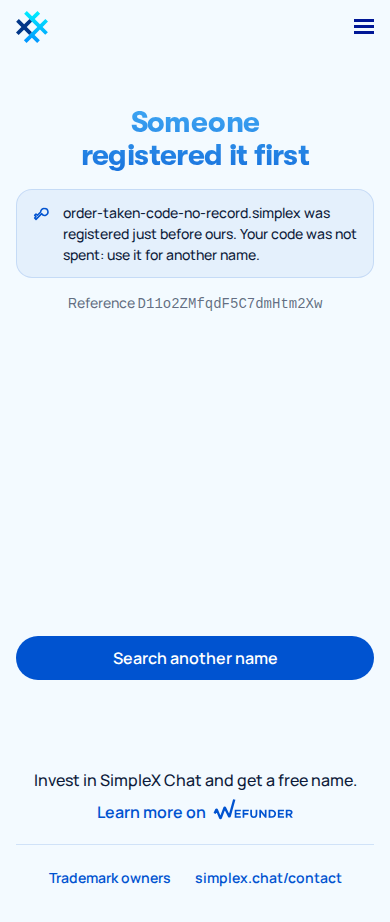 Someone
registered it first
order-taken-code-no-record.simplex was
registered just before ours. Your code was not
spent: use it for another name.
Reference D11o2ZMfqdF5C7dmHtm2Xw
Search another name
Invest in SimpleX Chat and get a free name.
Learn more on WEFUNDER
Trademark owners simplex.chat/contact